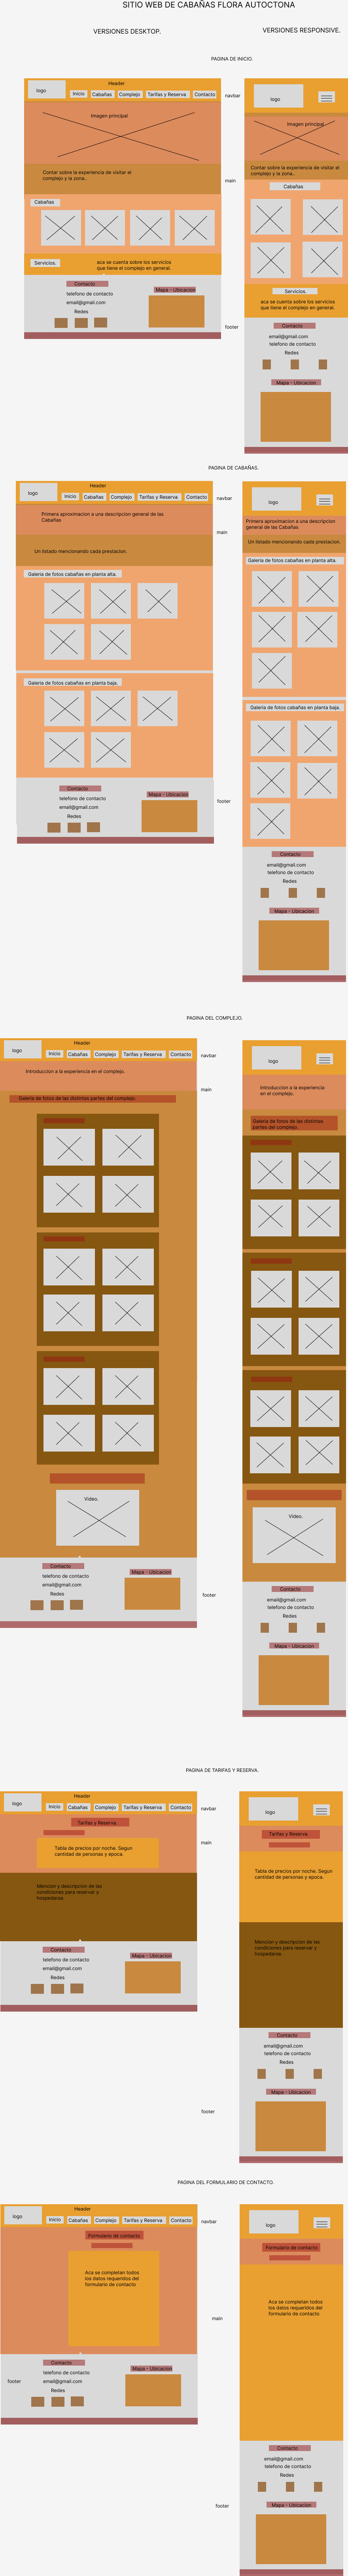 SITIO WEB DE CABAÑAS FLORA AUTOCTONA
VERSIONES DESKTOP.
VERSIONES RESPONSIVE.
PAGINA DE INICIO.
Header
logo
Inicio
Cabañas
Complejo
Tarifas y Reserva
Contacto
navbar
Imagen principal
Contar sobre la experiencia de visitar el
complejo y la zona..
main
Cabañas
Servicios.
aca se cuenta sobre los servicios
que tiene el complejo en general.
Contacto
telefono de contacto
email@gmail.com
Redes
Mapa - Ubicacion
footer
logo
Imagen principal
Contar sobre la experiencia de visitar el
complejo y la zona..
Cabañas
Servicios.
aca se cuenta sobre los servicios
que tiene el complejo en general.
Contacto
email@gmail.com
telefono de contacto
Redes
Mapa - Ubicacion
PAGINA DE CABAÑAS.
Header
logo
Inicio
Cabañas
Complejo
Tarifas y Reserva
Contacto
navbar
Primera aproximacion a una descripcion general de las
Cabañas
main
Un listado mencionando cada prestacion.
Galeria de fotos cabañas en planta alta.
Galeria de fotos cabañas en planta baja.
Contacto
telefono de contacto
email@gmail.com
Redes
Mapa - Ubicacion
footer
logo
Primera aproximacion a una descripcion
general de las Cabañas
Un listado mencionando cada prestacion.
Galeria de fotos cabañas en planta alta.
Galeria de fotos cabañas en planta baja.
Contacto
email@gmail.com
telefono de contacto
Redes
Mapa - Ubicacion
PAGINA DEL COMPLEJO.
Header
logo
Inicio
Cabañas
Complejo
Tarifas y Reserva
Contacto
navbar
Introduccion a la experiencia en el complejo.
main
Galeria de fotos de las distintas partes del complejo.
Video.
Contacto
telefono de contacto
email@gmail.com
Redes
Mapa - Ubicacion
footer
logo
Introduccion a la experiencia
en el complejo.
Galeria de fotos de las distintas
partes del complejo.
Video.
Contacto
email@gmail.com
telefono de contacto
Redes
Mapa - Ubicacion
PAGINA DE TARIFAS Y RESERVA.
Header
logo
Inicio
Cabañas
Complejo
Tarifas y Reserva
Contacto
navbar
Tarifas y Reserva.
main
Tabla de precios por noche. Segun
cantidad de personas y epoca.
Mencion y descripcion de las
condiciones para reservar y
hospedarse.
Contacto
telefono de contacto
email@gmail.com
Redes
Mapa - Ubicacion
footer
logo
Tarifas y Reserva.
Tabla de precios por noche. Segun
cantidad de personas y epoca.
Mencion y descripcion de las
condiciones para reservar y
hospedarse.
Contacto
email@gmail.com
telefono de contacto
Redes
Mapa - Ubicacion
PAGINA DEL FORMULARIO DE CONTACTO.
Header
logo
Inicio
Cabañas
Complejo
Tarifas y Reserva
Contacto
navbar
Formulario de contacto
Aca se completan todos
los datos requeridos del
formulario de contacto
main
Contacto
telefono de contacto
email@gmail.com
Redes
Mapa - Ubicacion
footer
logo
Formulario de contacto
Aca se completan todos
los datos requeridos del
formulario de contacto
Contacto
email@gmail.com
telefono de contacto
Redes
Mapa - Ubicacion
footer